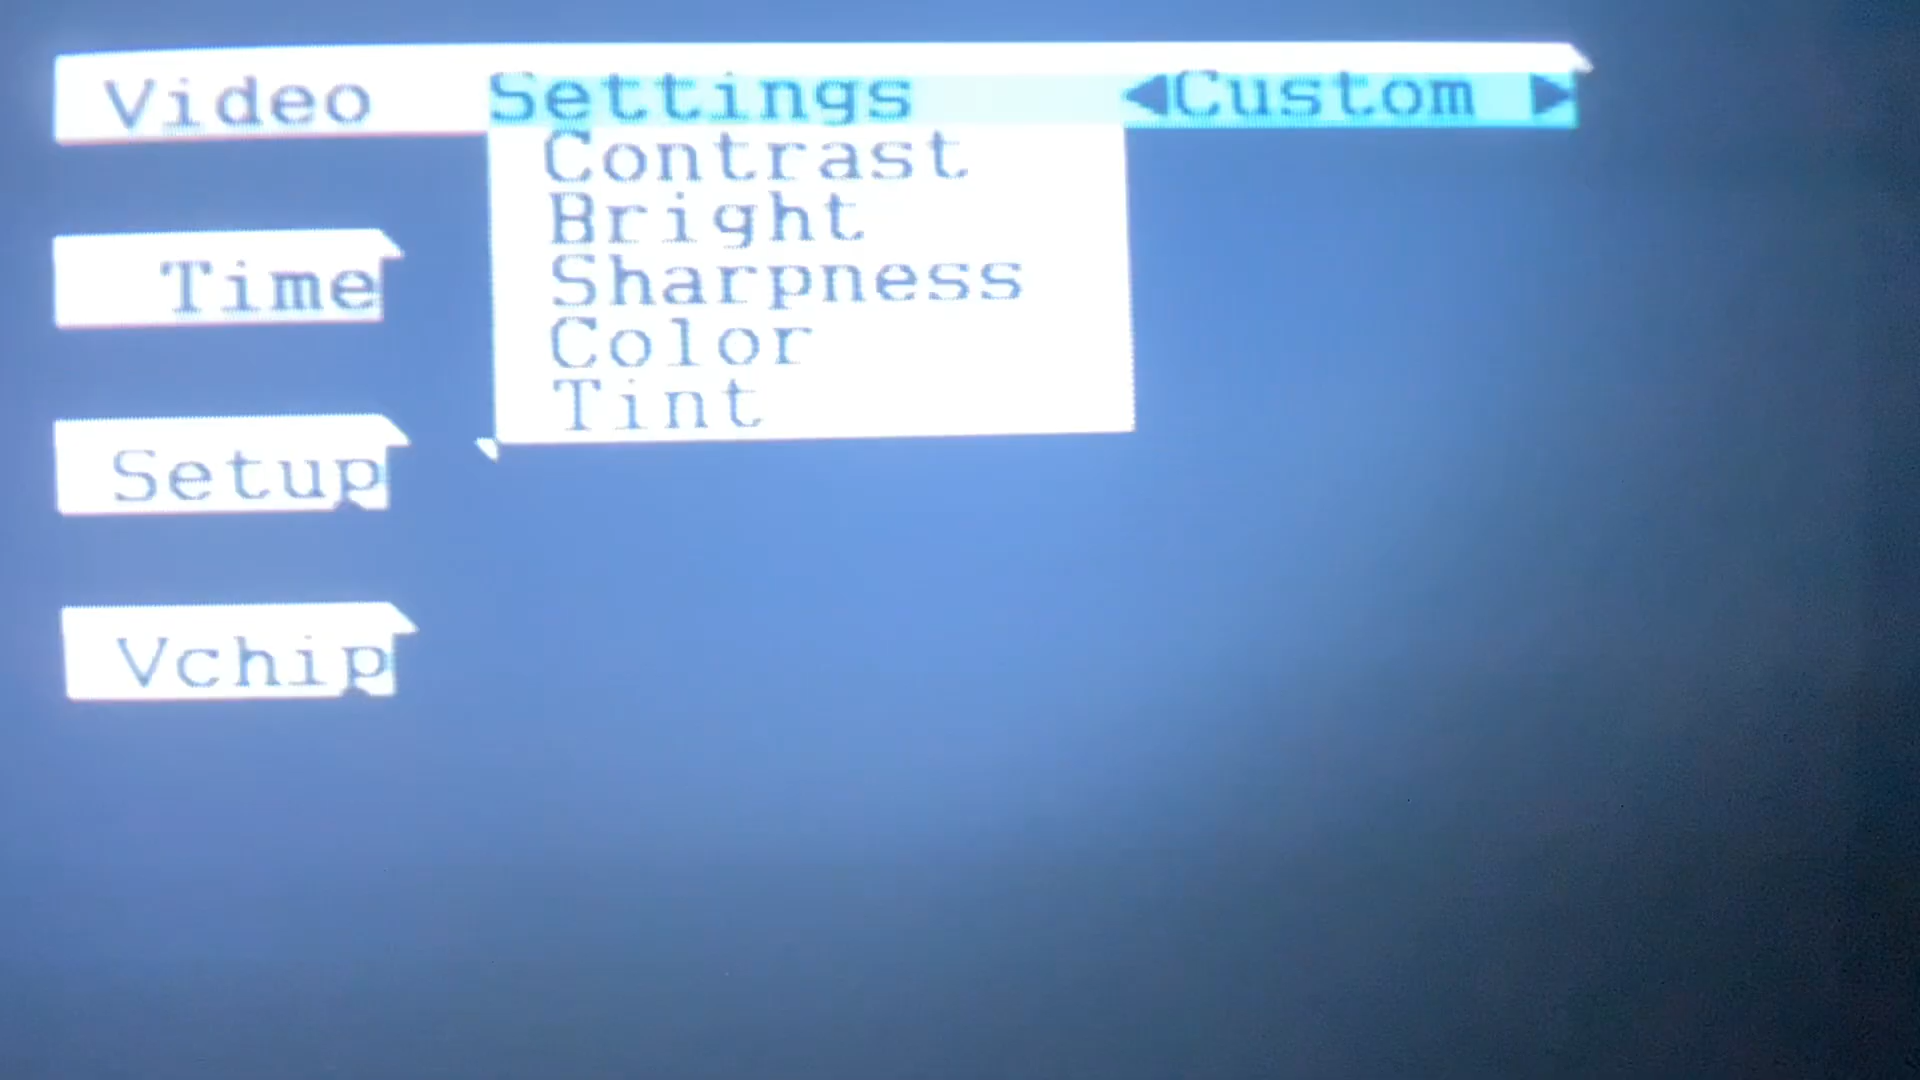 Video Settings ◀Custom ▶
Contrast
Bright
Sharpness
Color
Tint
Time
Setup
Vchip